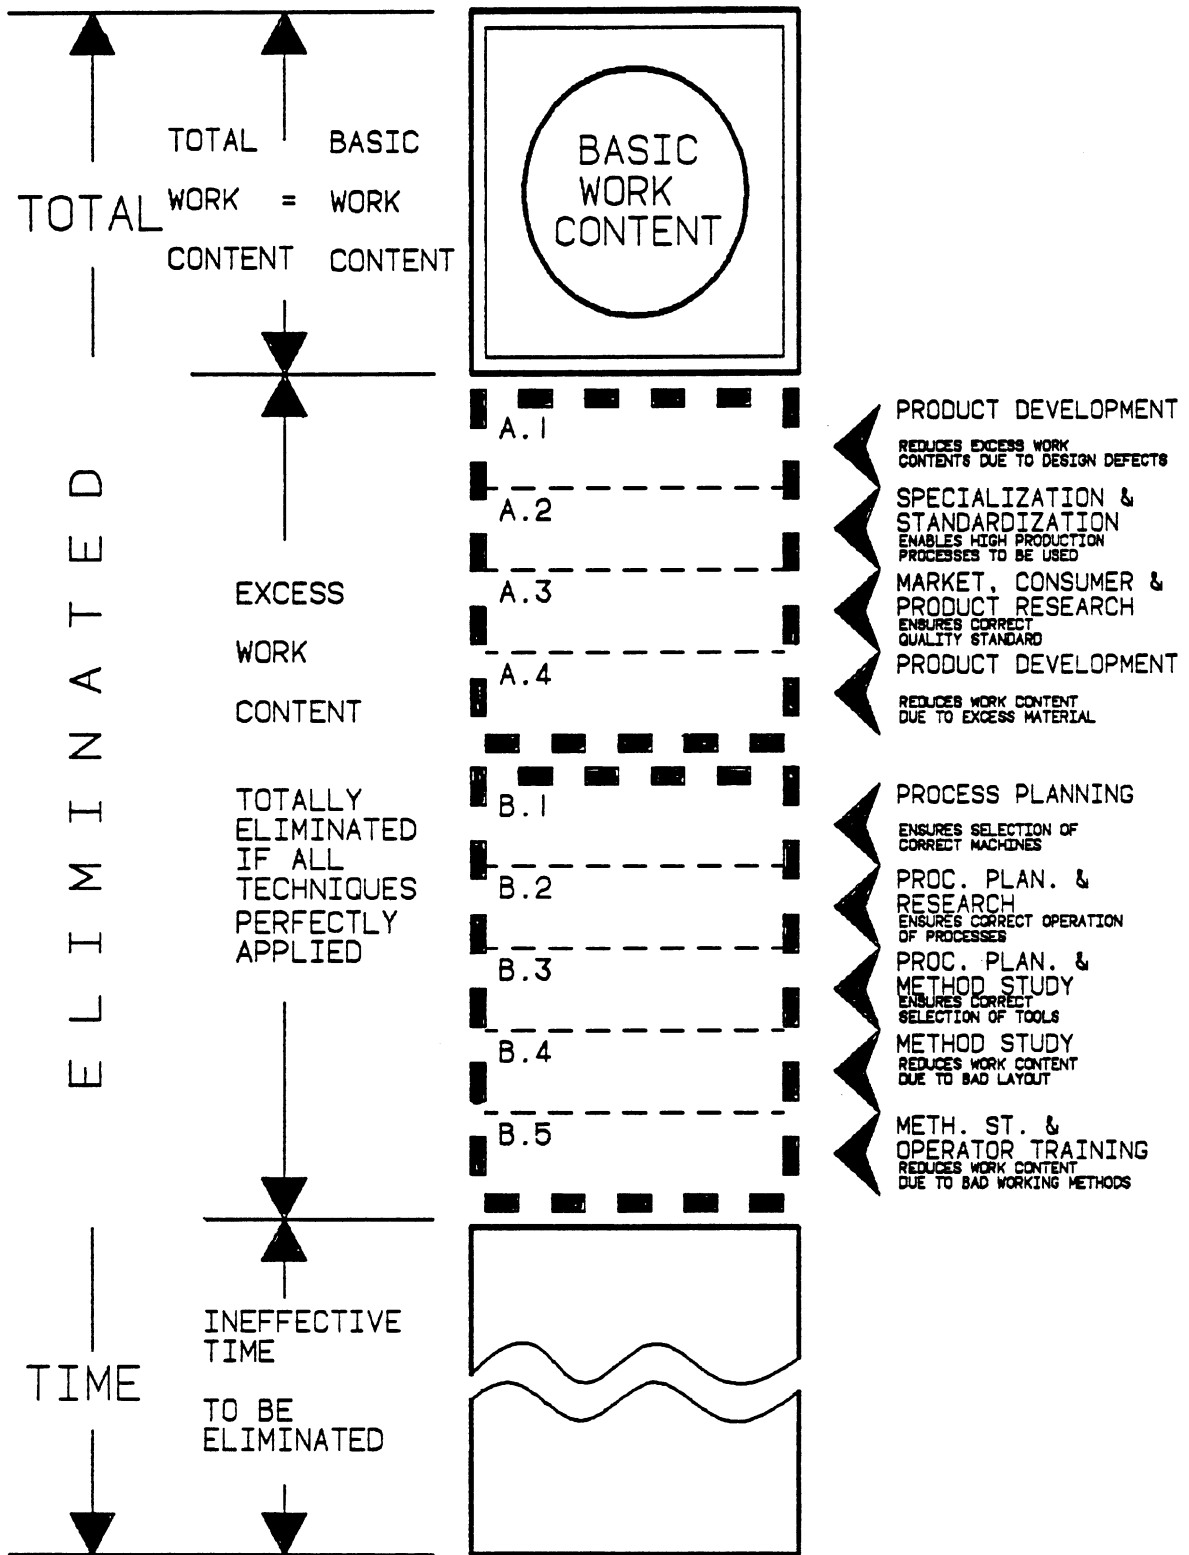 TOTAL
ELIMINATED
TIME
TOTAL BASIC
WORK = WORK
CONTENT CONTENT
EXCESS
WORK
CONTENT
TOTALLY
ELIMINATED
IF ALL
TECHNIQUES
PERFECTLY
APPLIED
INEFFECTIVE
TIME
TO BE
ELIMINATED
BASIC
WORK
CONTENT
A.1
PRODUCT DEVELOPMENT
REDUCES EXCESS WORK
CONTENTS DUE TO DESIGN DEFECTS
A.2
SPECIALIZATION &
STANDARDIZATION
ENABLES HIGH PRODUCTION
PROCESSES TO BE USED
A.3
MARKET, CONSUMER &
PRODUCT RESEARCH
ENSURES CORRECT
QUALITY STANDARD
A.4
PRODUCT DEVELOPMENT
REDUCES WORK CONTENT
DUE TO EXCESS MATERIAL
B.1
PROCESS PLANNING
ENSURES SELECTION OF
CORRECT MACHINES
B.2
PROC. PLAN. &
RESEARCH
ENSURES CORRECT OPERATION
OF PROCESSES
B.3
PROC. PLAN. &
METHOD STUDY
ENSURES CORRECT
SELECTION OF TOOLS
B.4
METHOD STUDY
REDUCES WORK CONTENT
DUE TO BAD LAYOUT
B.5
METH. ST. &
OPERATOR TRAINING
REDUCES WORK CONTENT
DUE TO BAD WORKING METHODS